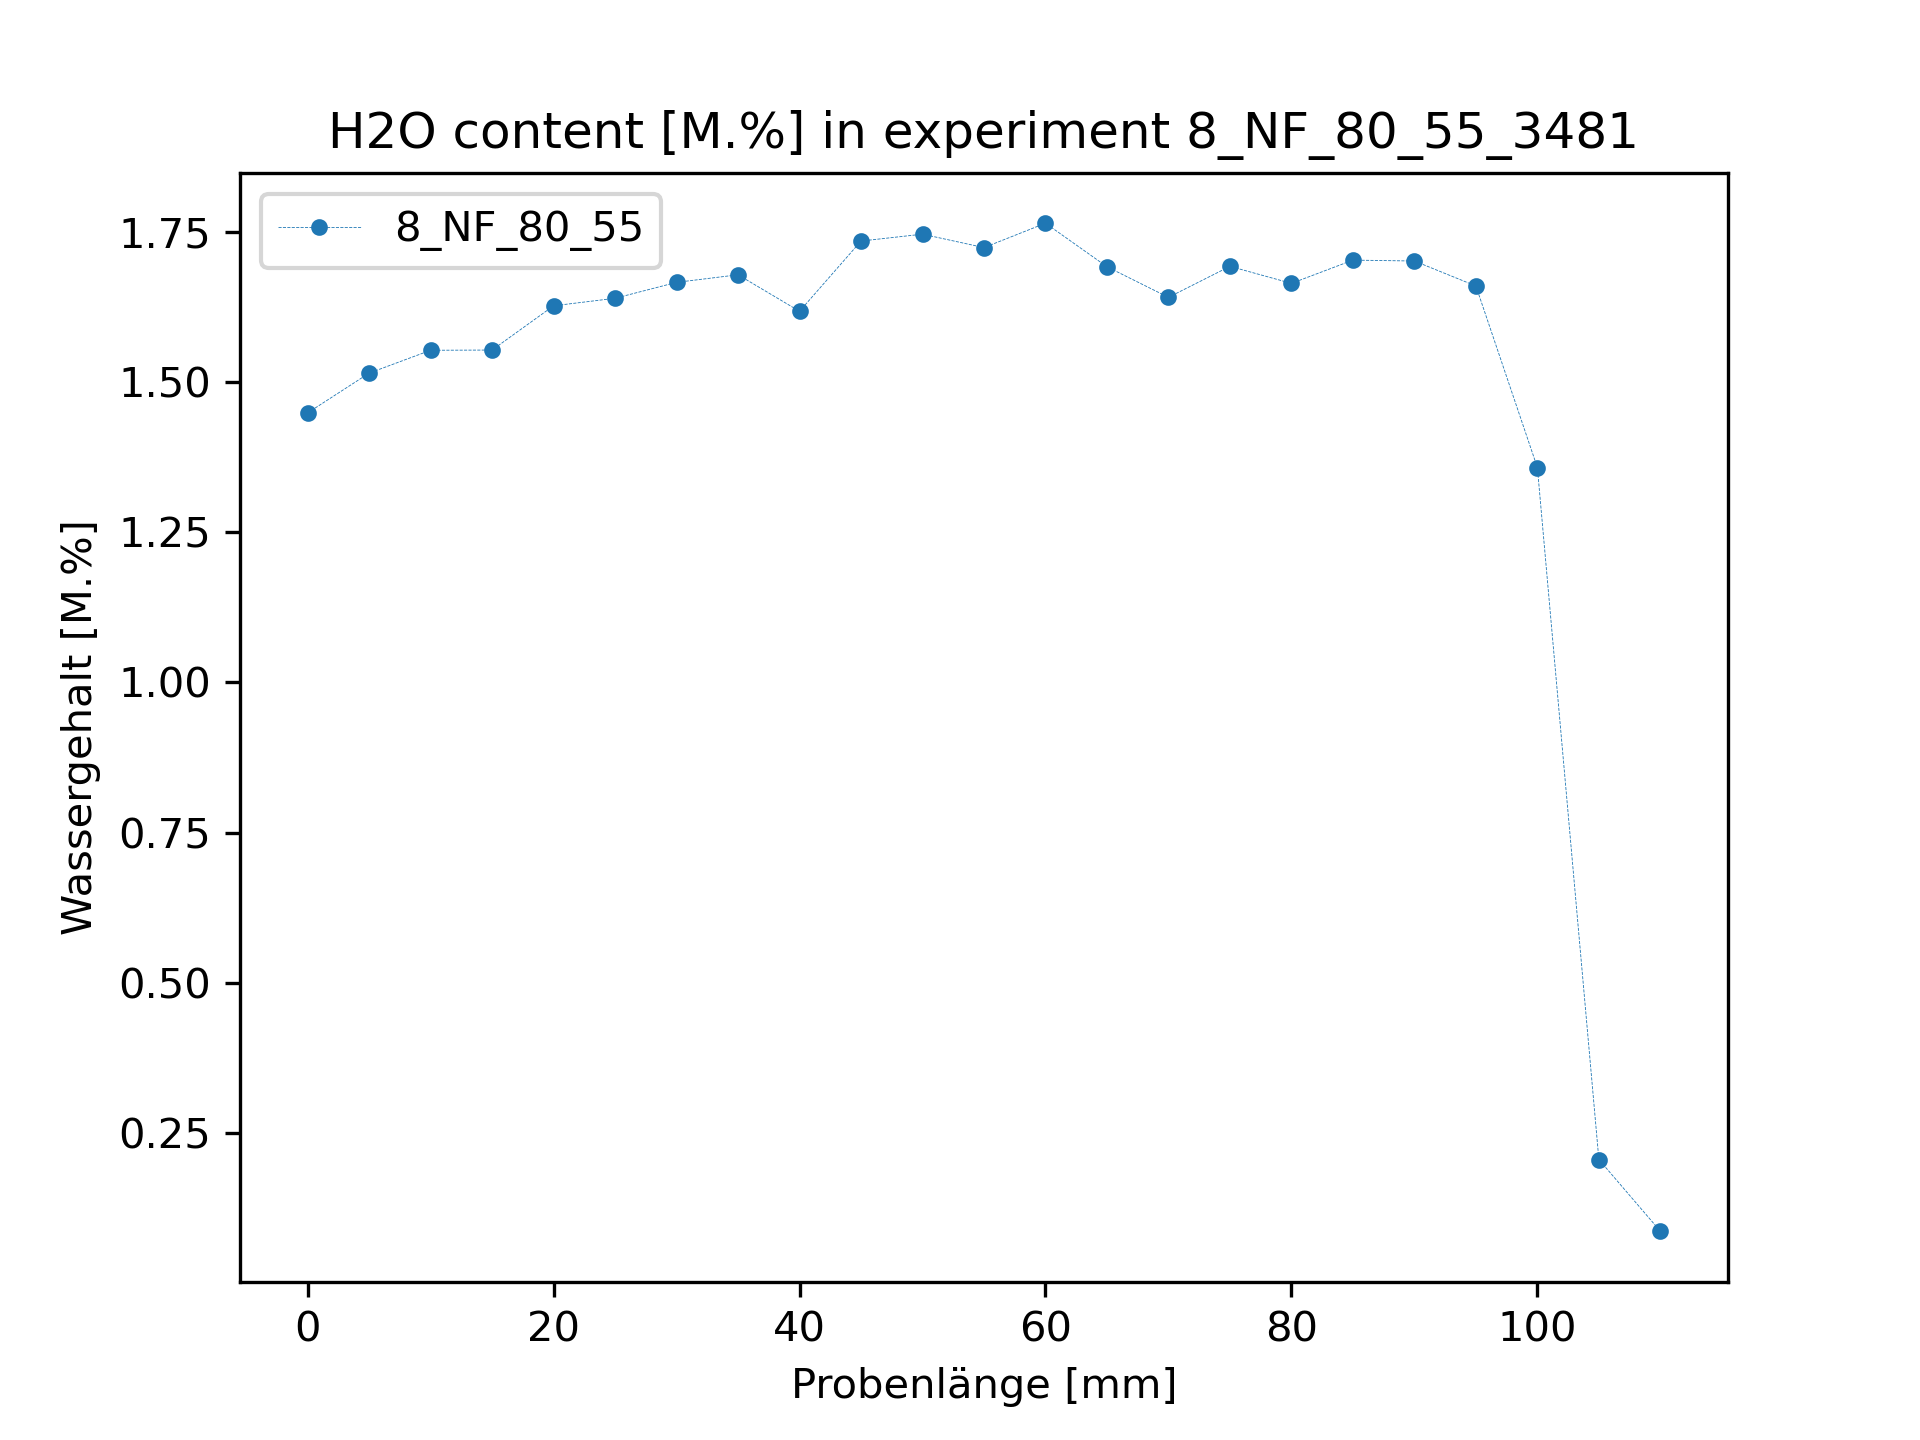 H2O content [M.%] in experiment 8_NF_80_55_3481
8_NF_80_55
1.75
1.50
1.25
1.00
0.75
0.50
0.25
Wassergehalt [M.%]
0 20 40 60 80 100
Probenlänge [mm]